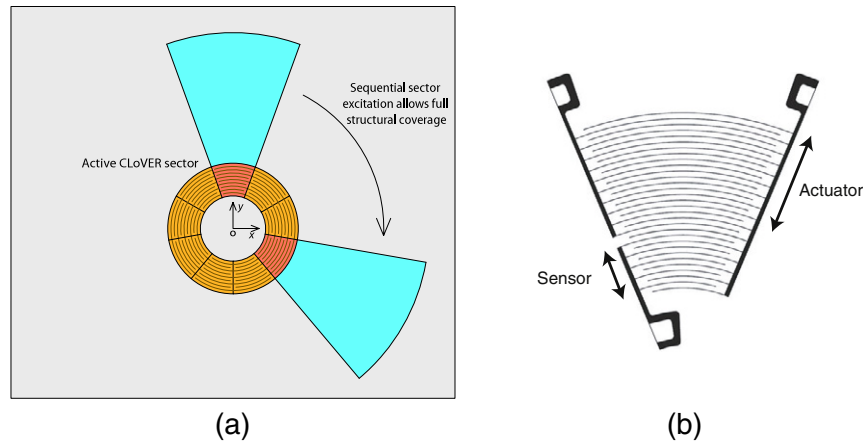 Sequential sector
excitation allows full
structural coverage
Active CLoVER sector
y
o
x
Actuator
Sensor
(a)
(b)